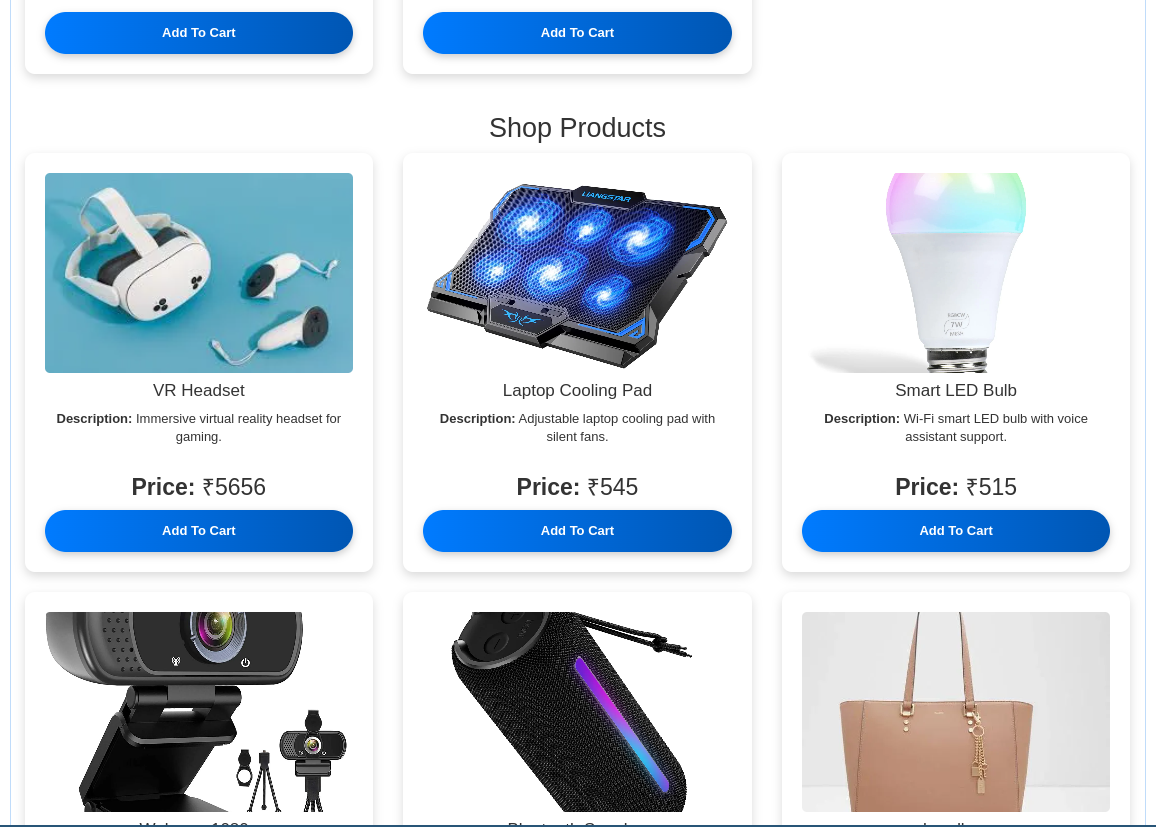 Add To Cart
Add To Cart
Shop Products
LIANGSTAR
7W
VR Headset
Description: Immersive virtual reality headset for
gaming.
Price: ₹5656
Add To Cart
Laptop Cooling Pad
Description: Adjustable laptop cooling pad with
silent fans.
Price: ₹545
Add To Cart
Smart LED Bulb
Description: Wi-Fi smart LED bulb with voice
assistant support.
Price: ₹515
Add To Cart